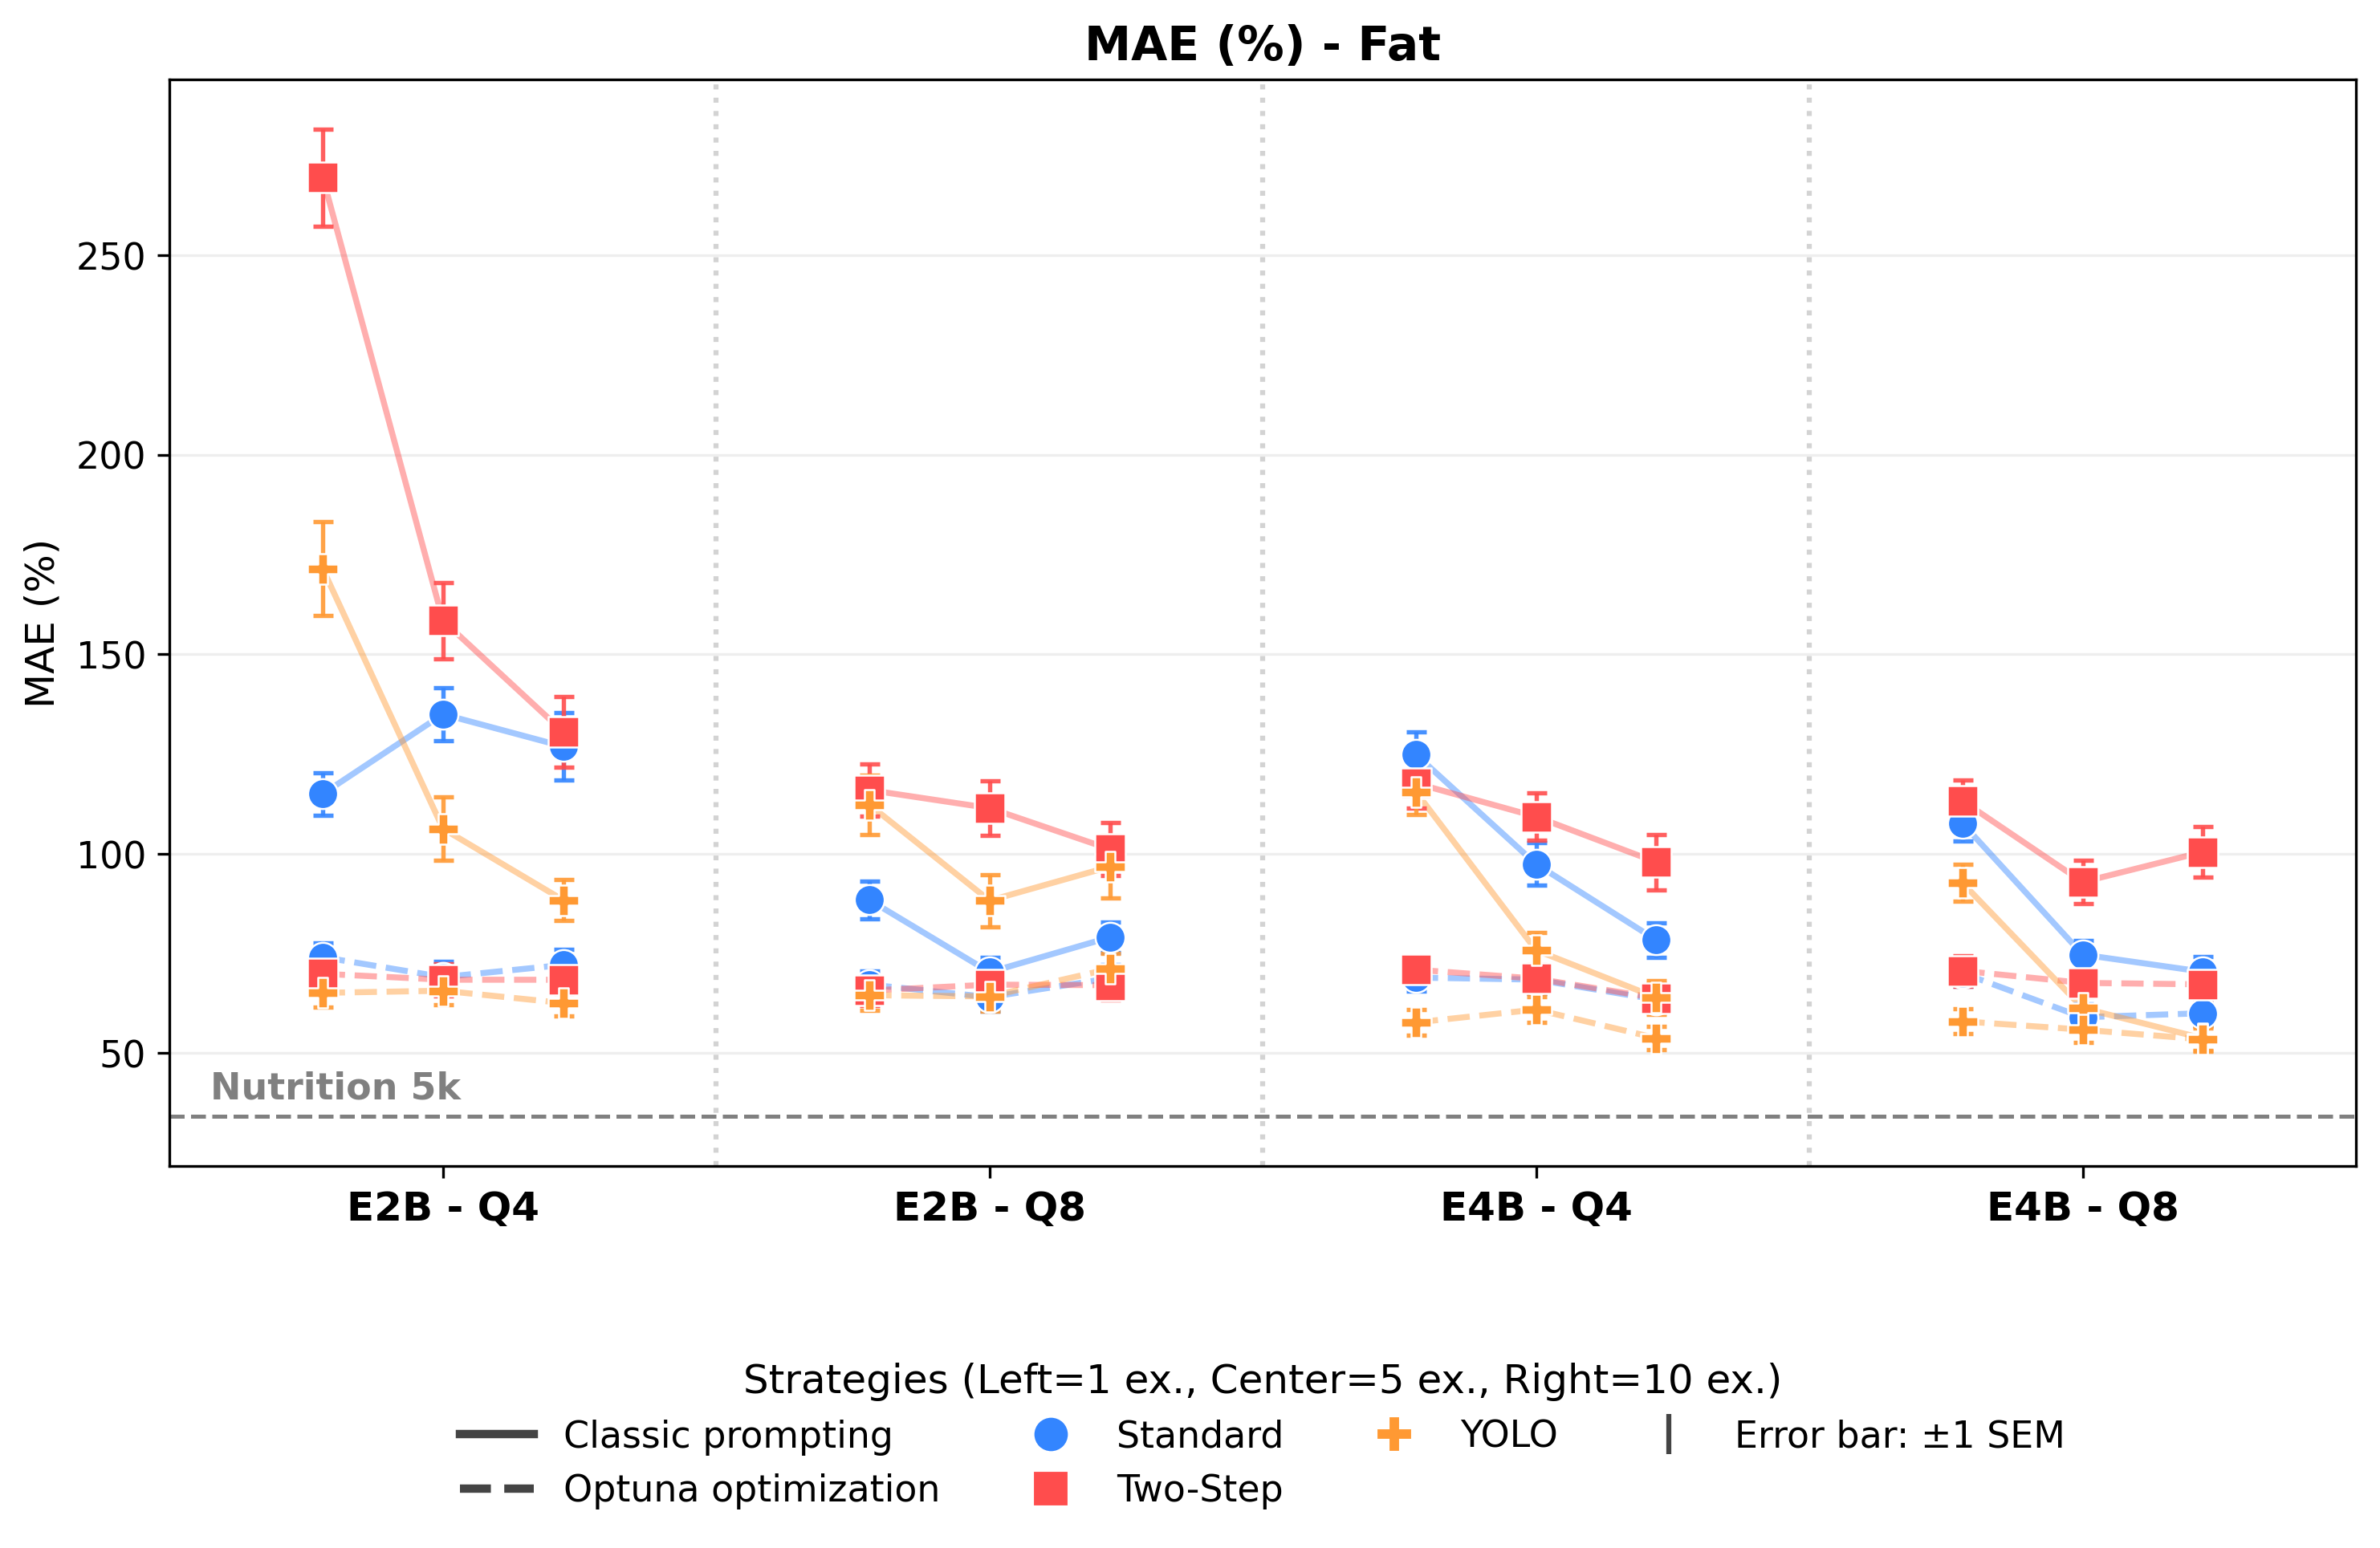 MAE (%) - Fat
MAE (%)
250
200
150
100
50
Nutrition 5k
E2B - Q4
E2B - Q8
E4B - Q4
E4B - Q8
Strategies (Left=1 ex., Center=5 ex., Right=10 ex.)
Classic prompting
Optuna optimization
Standard
Two-Step
YOLO
Error bar: ±1 SEM